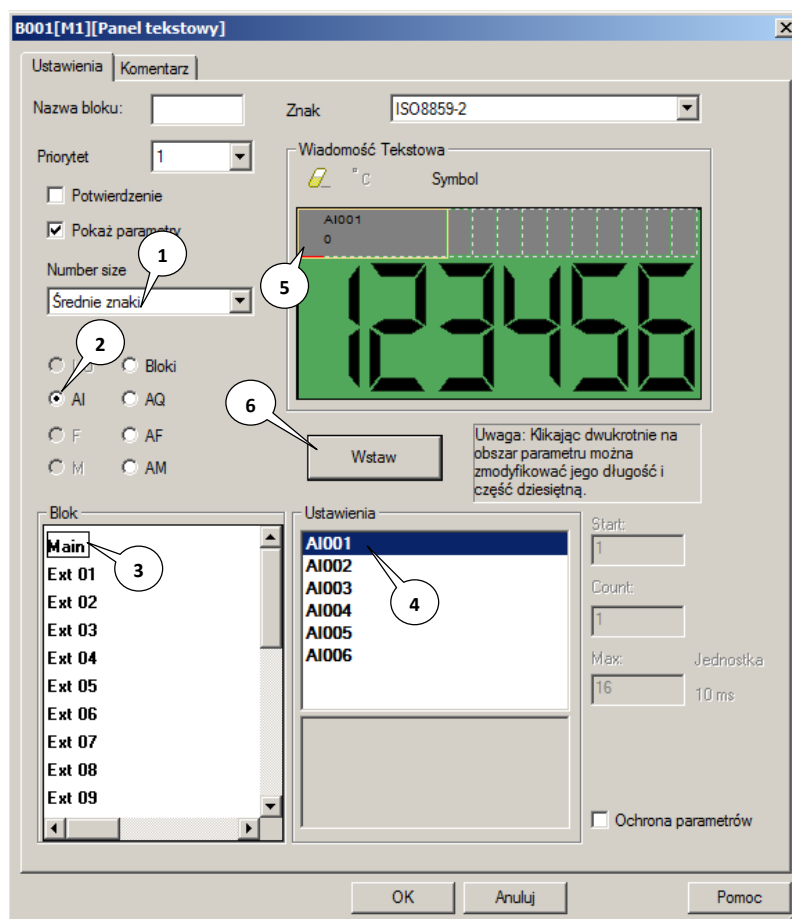 B001[M1][Panel tekstowy]
Ustawienia
Komentarz
Nazwa bloku:
Znak
ISO8859-2
Priorytet
1
Wiadomość Tekstowa
°C
Symbol
Potwierdzenie
Pokaż parametry
AI001
0
1
Number size
5
Średnie znaki
123456
2
Bloki
AI
AQ
6
F
AF
Wstaw
Uwaga: Klikając dwukrotnie na
obszar parametru można
zmodyfikować jego długość i
część dziesiętną.
M
AM
Blok
Main
Ext 01
Ext 02
Ext 03
Ext 04
Ext 05
Ext 06
Ext 07
Ext 08
Ext 09
3
Ustawienia
AI001
AI002
AI003
AI004
AI005
AI006
4
Start:
1
Count:
1
Max:
Jednostka
16
10 ms
Ochrona parametrów
OK
Anuluj
Pomoc